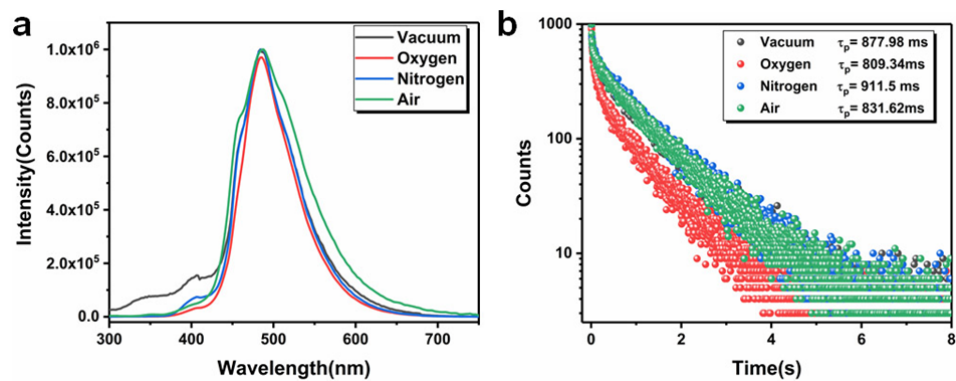 a
Intensity(Counts)
1.0x10⁶
8.0x10⁵
6.0x10⁵
4.0x10⁵
2.0x10⁵
0.0
300 400 500 600 700
Wavelength(nm)
Vacuum
Oxygen
Nitrogen
Air
b
Counts
1000
100
10
0 2 4 6 8
Time(s)
Vacuum τp= 877.98 ms
Oxygen τp= 809.34ms
Nitrogen τp= 911.5 ms
Air τp= 831.62ms